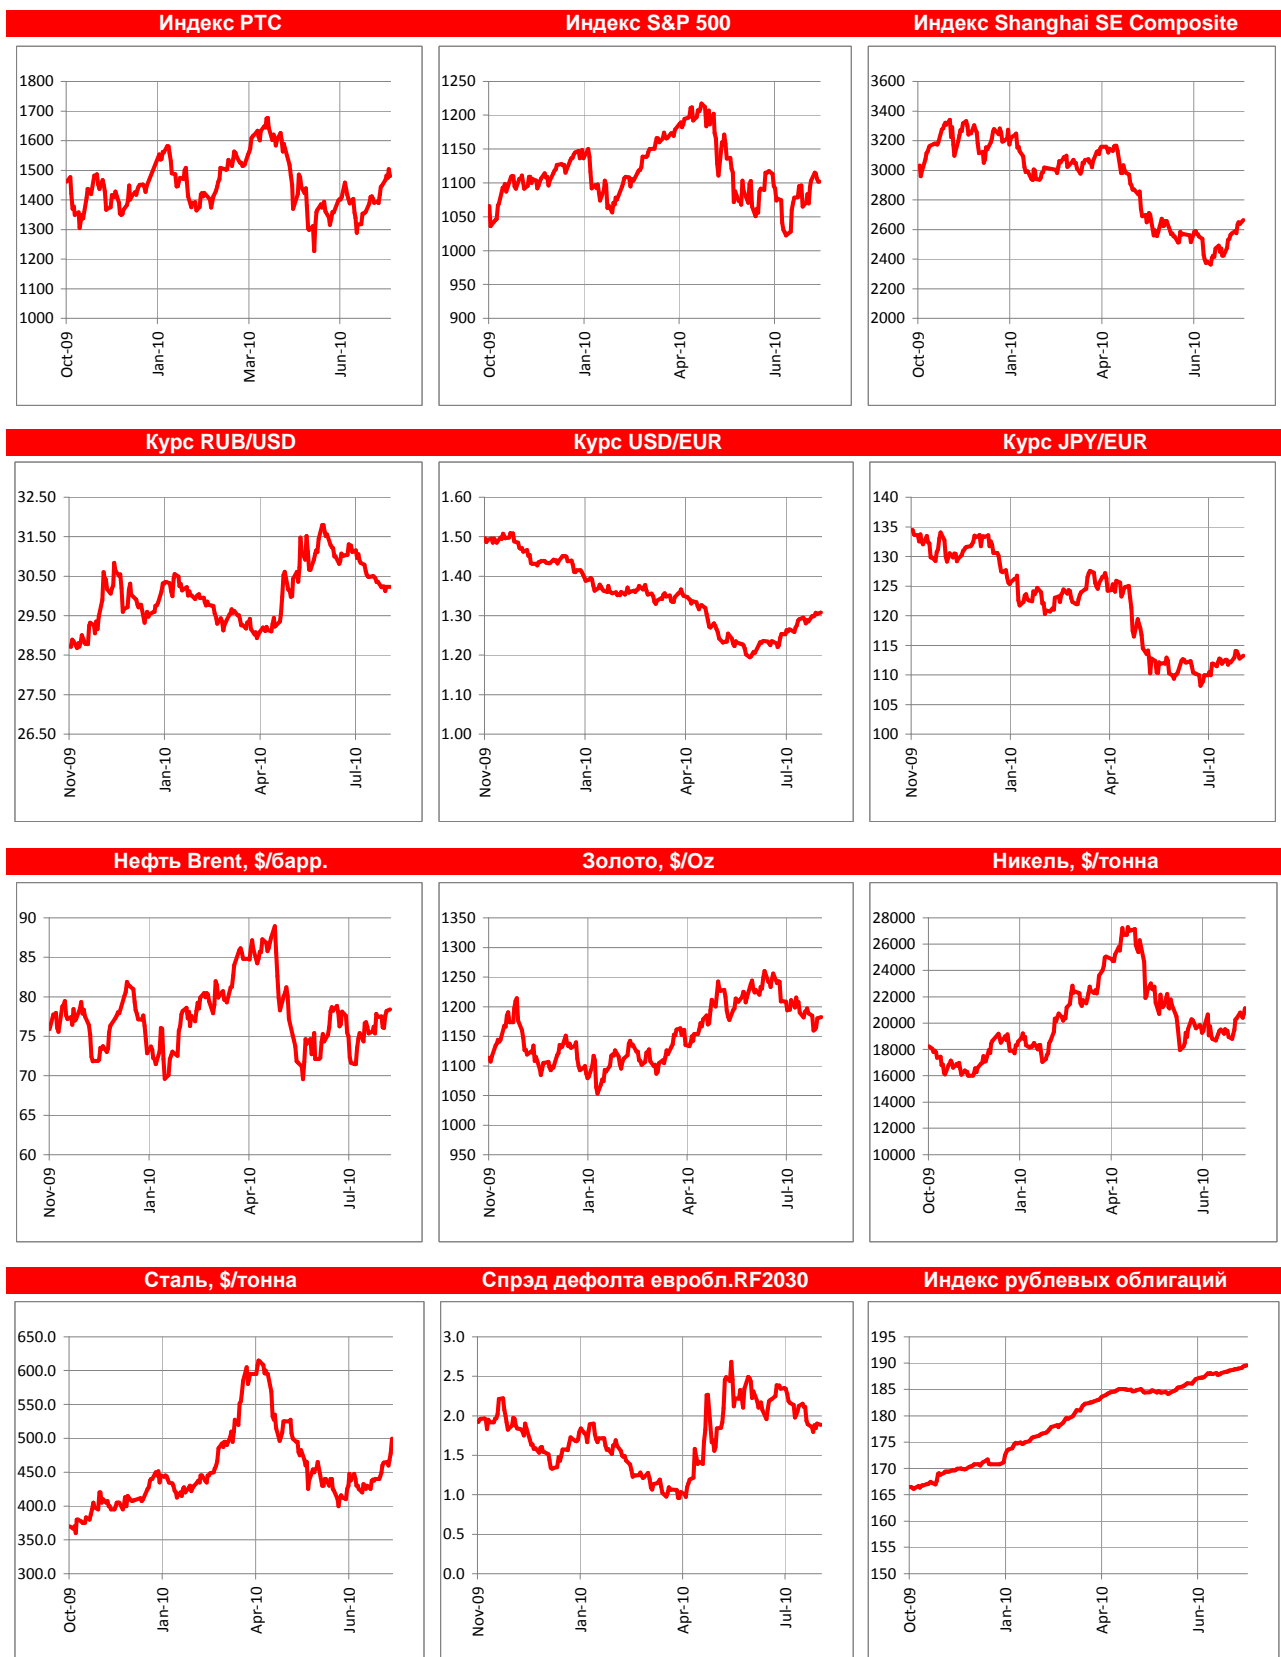 Индекс РТС
1800
1700
1600
1500
1400
1300
1200
1100
1000
Oct-09
Jan-10
Mar-10
Jun-10
Индекс S&P 500
1250
1200
1150
1100
1050
1000
950
900
Oct-09
Jan-10
Apr-10
Jun-10
Индекс Shanghai SE Composite
3600
3400
3200
3000
2800
2600
2400
2200
2000
Oct-09
Jan-10
Apr-10
Jun-10
Курс RUB/USD
32.50
31.50
30.50
29.50
28.50
27.50
26.50
Nov-09
Jan-10
Apr-10
Jul-10
Курс USD/EUR
1.60
1.50
1.40
1.30
1.20
1.10
1.00
Nov-09
Jan-10
Apr-10
Jul-10
Курс JPY/EUR
140
135
130
125
120
115
110
105
100
Nov-09
Jan-10
Apr-10
Jul-10
Нефть Brent, $/барр.
90
85
80
75
70
65
60
Nov-09
Jan-10
Apr-10
Jul-10
Золото, $/Oz
1350
1300
1250
1200
1150
1100
1050
1000
950
Nov-09
Jan-10
Apr-10
Jul-10
Никель, $/тонна
28000
26000
24000
22000
20000
18000
16000
14000
12000
10000
Oct-09
Jan-10
Apr-10
Jun-10
Сталь, $/тонна
650.0
600.0
550.0
500.0
450.0
400.0
350.0
300.0
Oct-09
Jan-10
Apr-10
Jun-10
Спрэд дефолта евробл.RF2030
3.0
2.5
2.0
1.5
1.0
0.5
0.0
Nov-09
Jan-10
Apr-10
Jul-10
Индекс рублевых облигаций
195
190
185
180
175
170
165
160
155
150
Oct-09
Jan-10
Apr-10
Jun-10